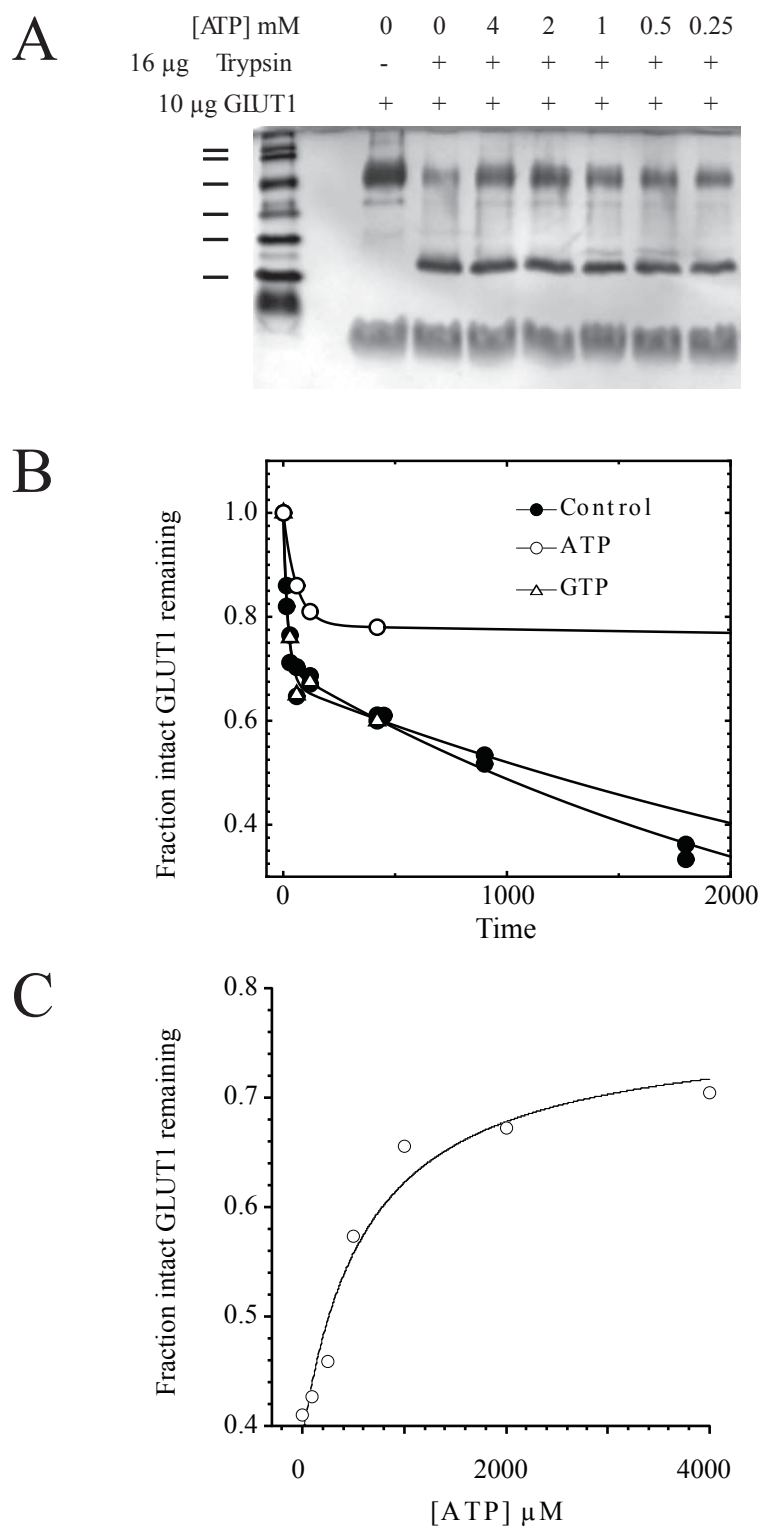 A
[ATP] mM 0 0 4 2 1 0.5 0.25
16 µg Trypsin - + + + + + +
10 µg GLUT1 + + + + + + +
B
Fraction intact GLUT1 remaining
1.0
0.8
0.6
0.4
Control
ATP
GTP
0 1000 2000
Time
C
Fraction intact GLUT1 remaining
0.8
0.7
0.6
0.5
0.4
0 2000 4000
[ATP] µM